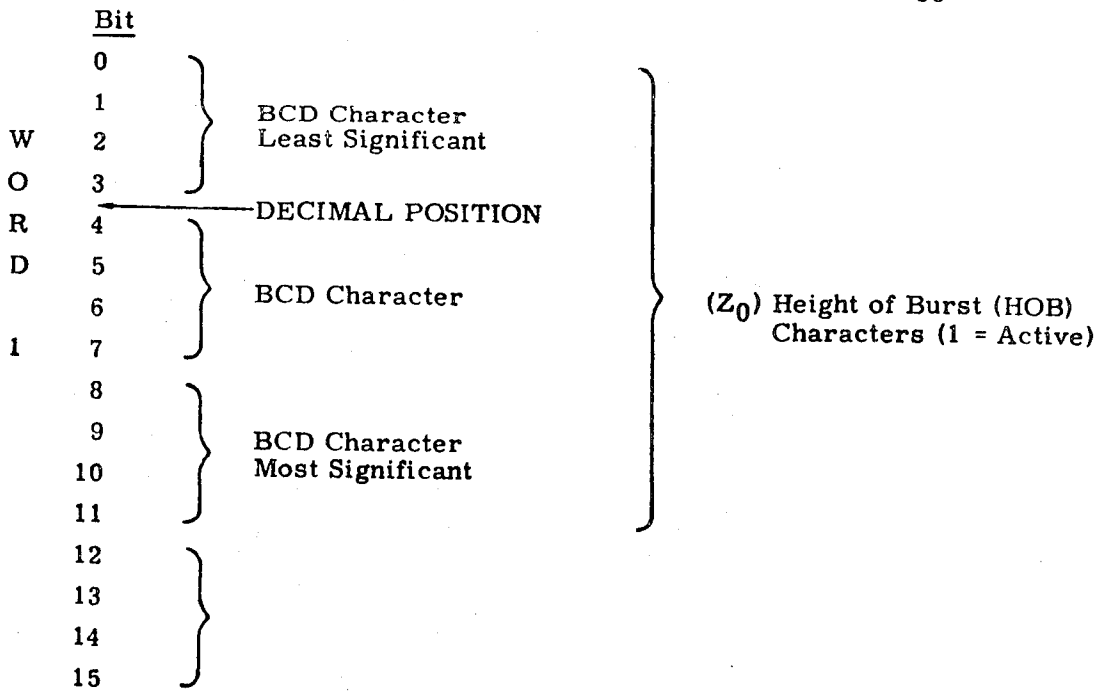 Bit
0
1
BCD Character
W 2 Least Significant
O 3
DECIMAL POSITION
R 4
D 5
6 BCD Character
1 7
(Z0) Height of Burst (HOB)
Characters (1 = Active)
8
9 BCD Character
10 Most Significant
11
12
13
14
15